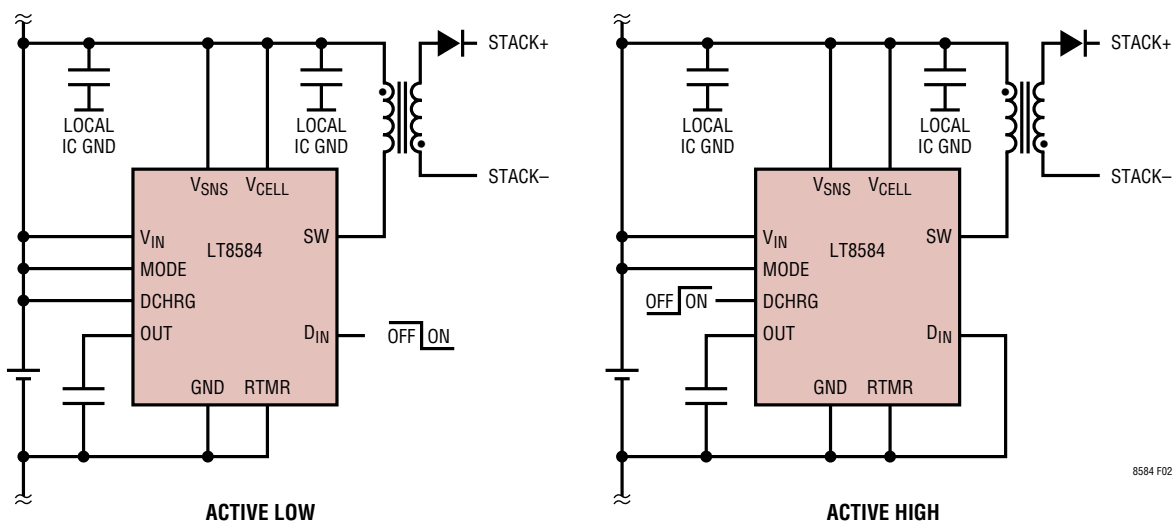 STACK+
LOCAL
IC GND
LOCAL
IC GND
STACK–
VSNS VCELL
VIN
SW
LT8584
MODE
DCHRG
OUT
DIN
OFF ON
GND RTMR
ACTIVE LOW
STACK+
LOCAL
IC GND
LOCAL
IC GND
STACK–
VSNS VCELL
VIN
SW
LT8584
MODE
OFF ON
DCHRG
OUT
DIN
GND RTMR
8584 F02
ACTIVE HIGH